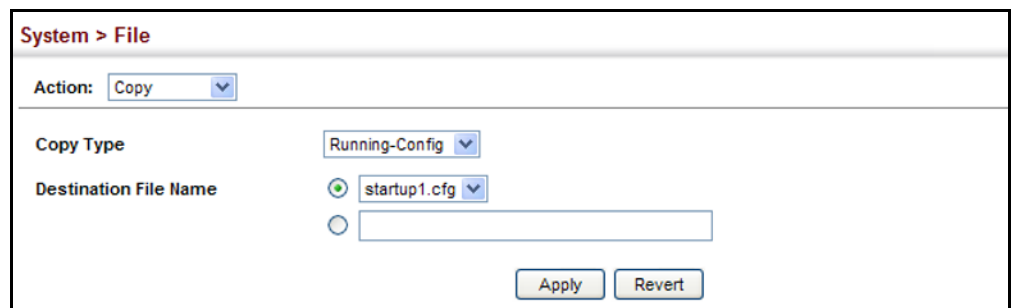 System > File
Action: Copy
Copy Type Running-Config
Destination File Name startup1.cfg
Apply Revert